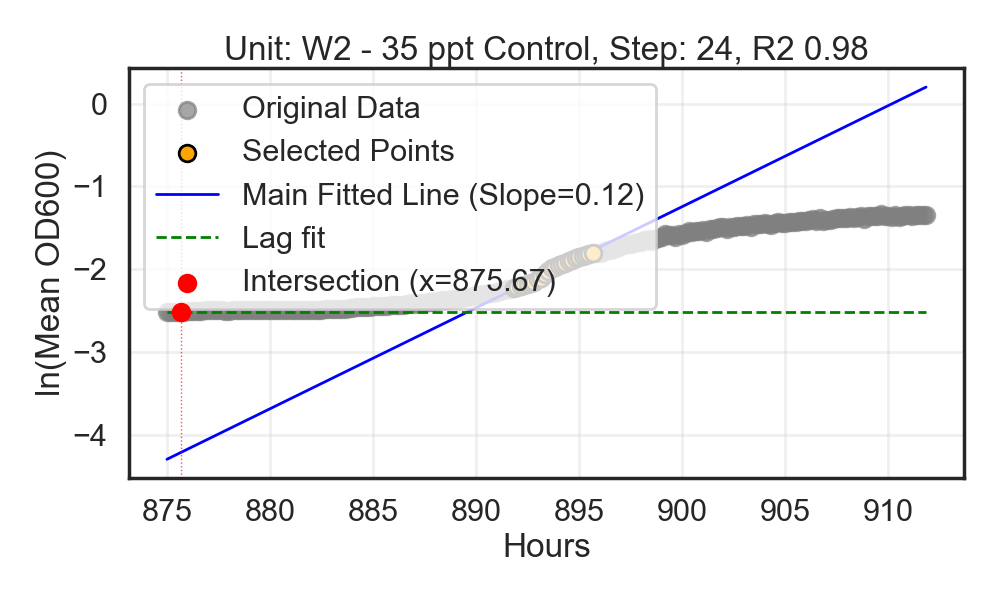 Unit: W2 - 35 ppt Control, Step: 24, R2 0.98
Original Data
Selected Points
Main Fitted Line (Slope=0.12)
Lag fit
Intersection (x=875.67)
ln(Mean OD600)
0
−1
−2
−3
−4
875 880 885 890 895 900 905 910
Hours